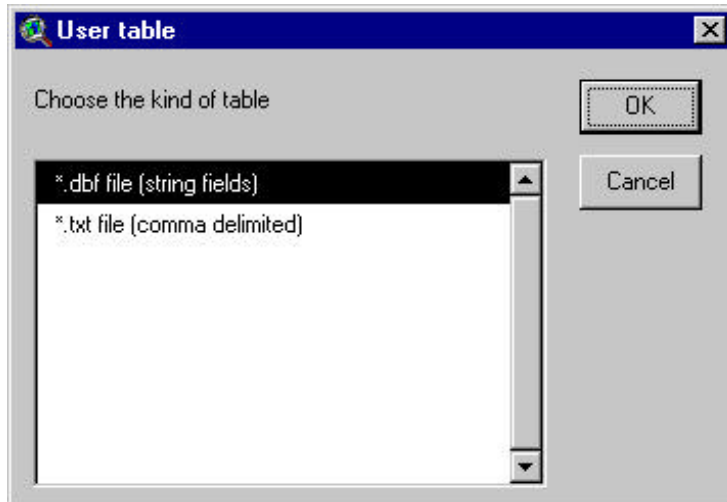 User table
Choose the kind of table
OK
*.dbf file (string fields)
Cancel
*.txt file (comma delimited)